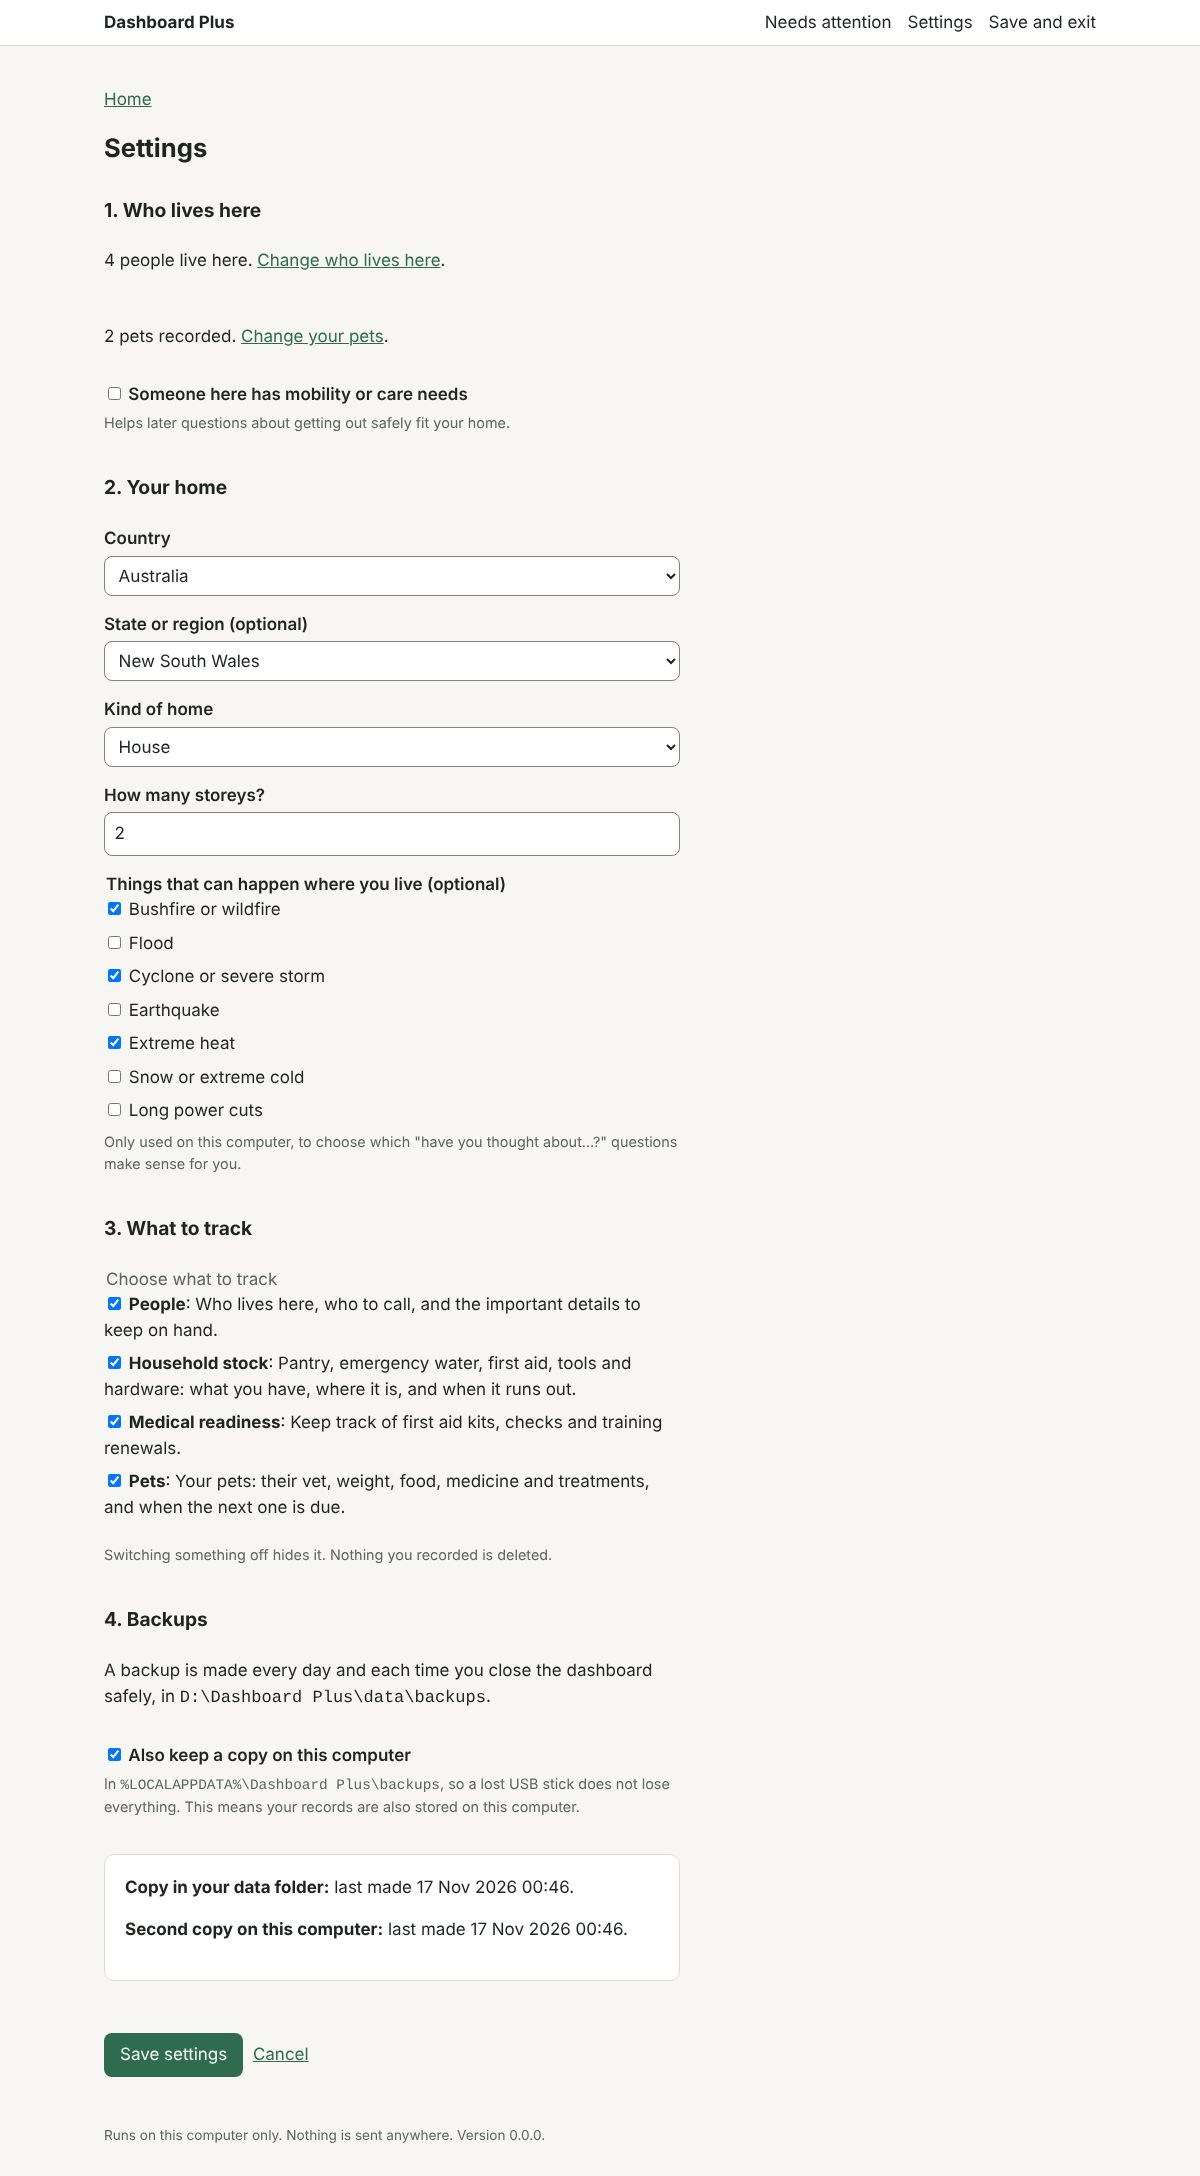 Dashboard Plus
Needs attention Settings Save and exit
Home
Settings
1. Who lives here
4 people live here. Change who lives here.
2 pets recorded. Change your pets.
Someone here has mobility or care needs
Helps later questions about getting out safely fit your home.
2. Your home
Country
Australia
State or region (optional)
New South Wales
Kind of home
House
How many storeys?
2
Things that can happen where you live (optional)
Bushfire or wildfire
Flood
Cyclone or severe storm
Earthquake
Extreme heat
Snow or extreme cold
Long power cuts
Only used on this computer, to choose which "have you thought about...?" questions
make sense for you.
3. What to track
Choose what to track
People: Who lives here, who to call, and the important details to
keep on hand.
Household stock: Pantry, emergency water, first aid, tools and
hardware: what you have, where it is, and when it runs out.
Medical readiness: Keep track of first aid kits, checks and training
renewals.
Pets: Your pets: their vet, weight, food, medicine and treatments,
and when the next one is due.
Switching something off hides it. Nothing you recorded is deleted.
4. Backups
A backup is made every day and each time you close the dashboard
safely, in D:\Dashboard Plus\data\backups.
Also keep a copy on this computer
In %LOCALAPPDATA%\Dashboard Plus\backups, so a lost USB stick does not lose
everything. This means your records are also stored on this computer.
Copy in your data folder: last made 17 Nov 2026 00:46.
Second copy on this computer: last made 17 Nov 2026 00:46.
Save settings Cancel
Runs on this computer only. Nothing is sent anywhere. Version 0.0.0.